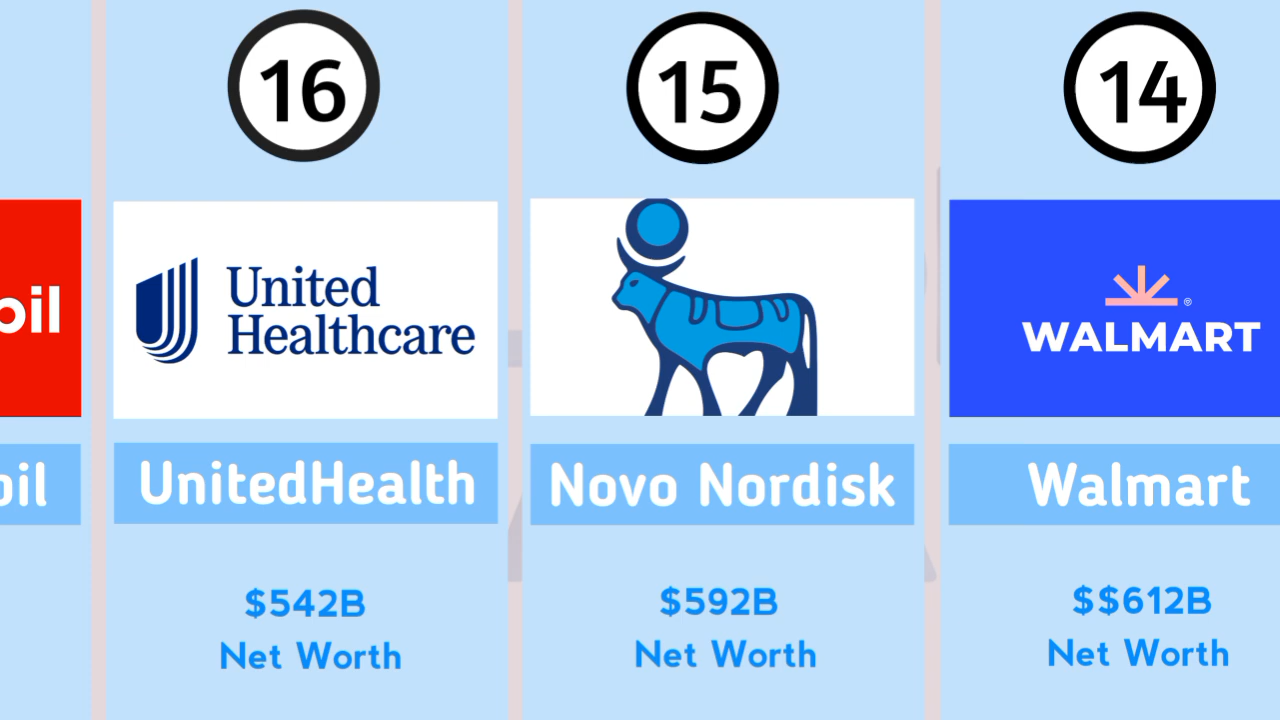 16
15
14
bil
United
Healthcare
WALMART
®
bil
UnitedHealth
Novo Nordisk
Walmart
$542B
Net Worth
$592B
Net Worth
$$612B
Net Worth